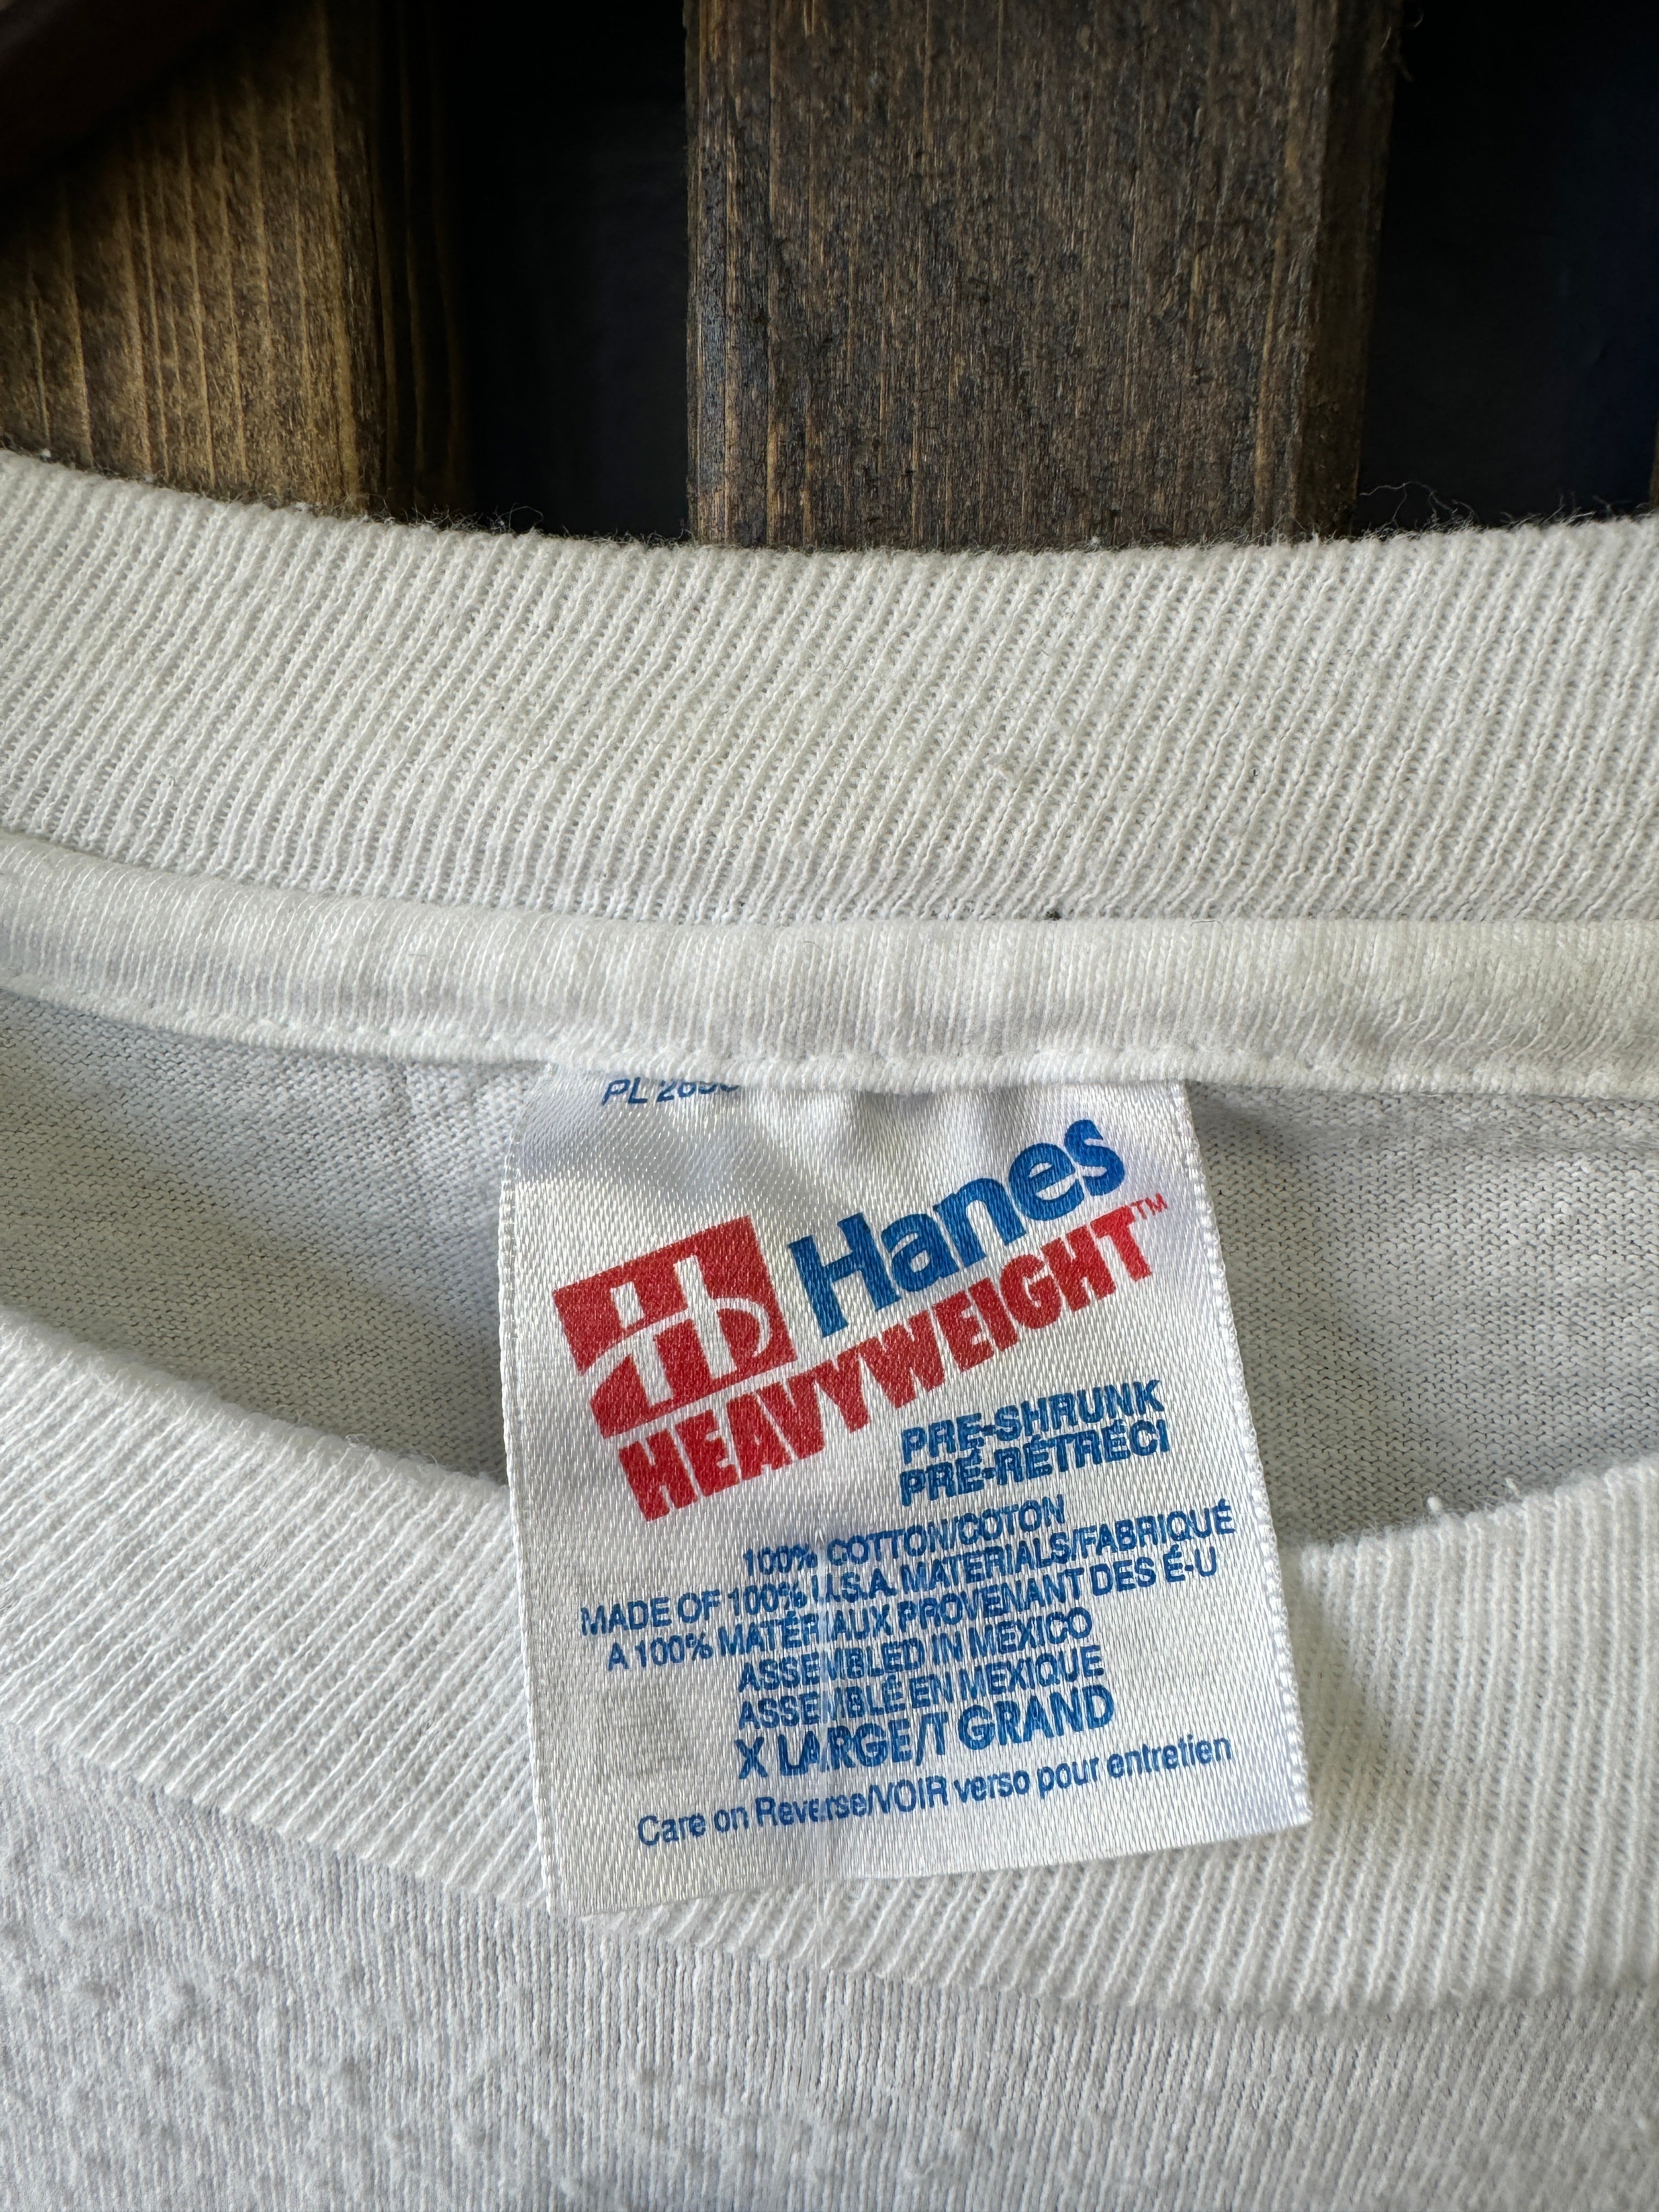 PL
Hanes
HEAVYWEIGHT™
PRE-SHRUNK
PRÉ-RÉTRÉCI
100% COTTON/COTON
MADE OF 100% U.S.A. MATERIALS/FABRIQUÉ
A 100% MATÉRIAUX PROVENANT DES É-U
ASSEMBLED IN MEXICO
ASSEMBLÉ EN MEXIQUE
X LARGE/T GRAND
Care on Reverse/VOIR verso pour entretien